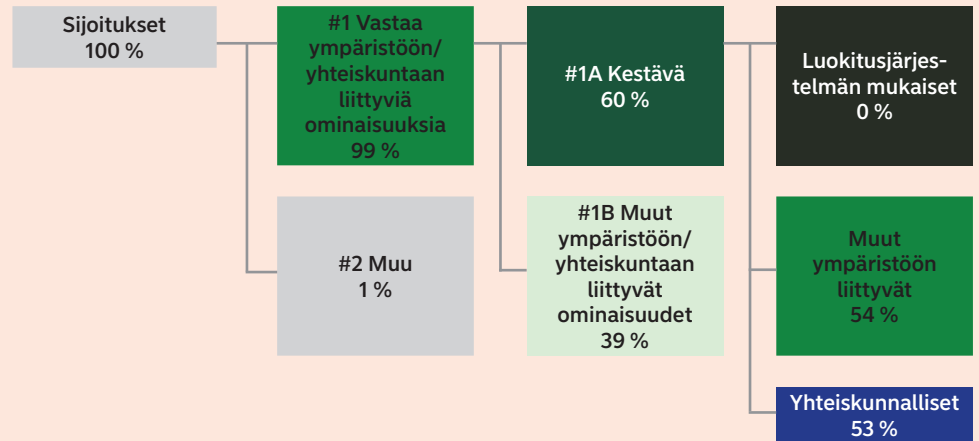 Sijoitukset
100 %
#1 Vastaa
ympäristöön/
yhteiskuntaan
liittyviä
ominaisuuksia
99 %
#2 Muu
1 %
#1A Kestävä
60 %
#1B Muut
ympäristöön/
yhteiskuntaan
liittyvät
ominaisuudet
39 %
Luokitusjärjes-
telmän mukaiset
0 %
Muut
ympäristöön
liittyvät
54 %
Yhteiskunnalliset
53 %